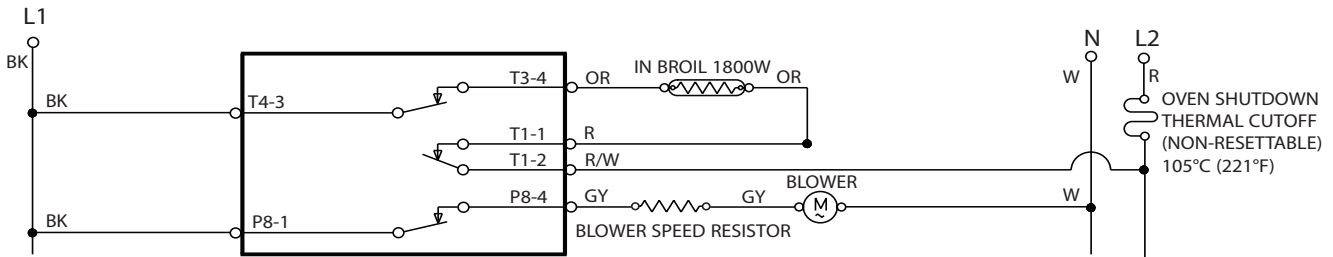 L1
N
L2
BK
W
R
IN BROIL 1800W
T3-4
OR
OR
BK
T4-3
OVEN SHUTDOWN
THERMAL CUTOFF
(NON-RESETTABLE)
105°C (221°F)
T1-1
R
T1-2
R/W
BLOWER
P8-4
GY
GY
M
~
W
BK
P8-1
BLOWER SPEED RESISTOR